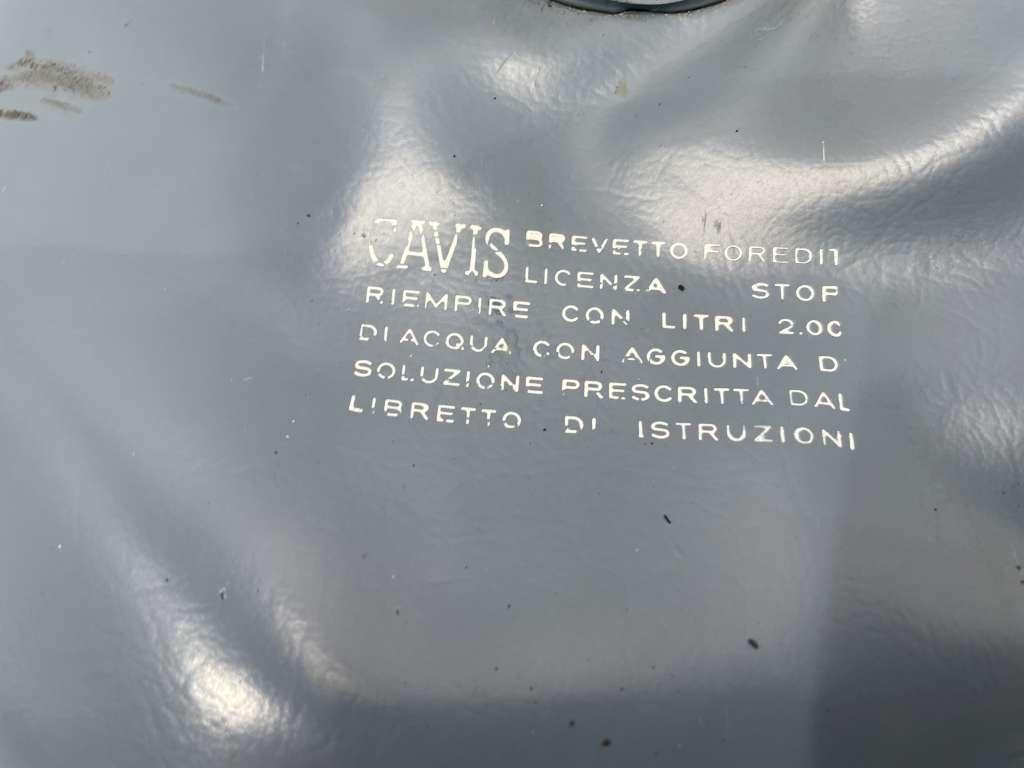 CAVIS BREVETTO FOREDIT
LICENZA STOP
RIEMPIRE CON LITRI 2.00
DI ACQUA CON AGGIUNTA DI
SOLUZIONE PRESCRITTA DAL
LIBRETTO DI ISTRUZIONI